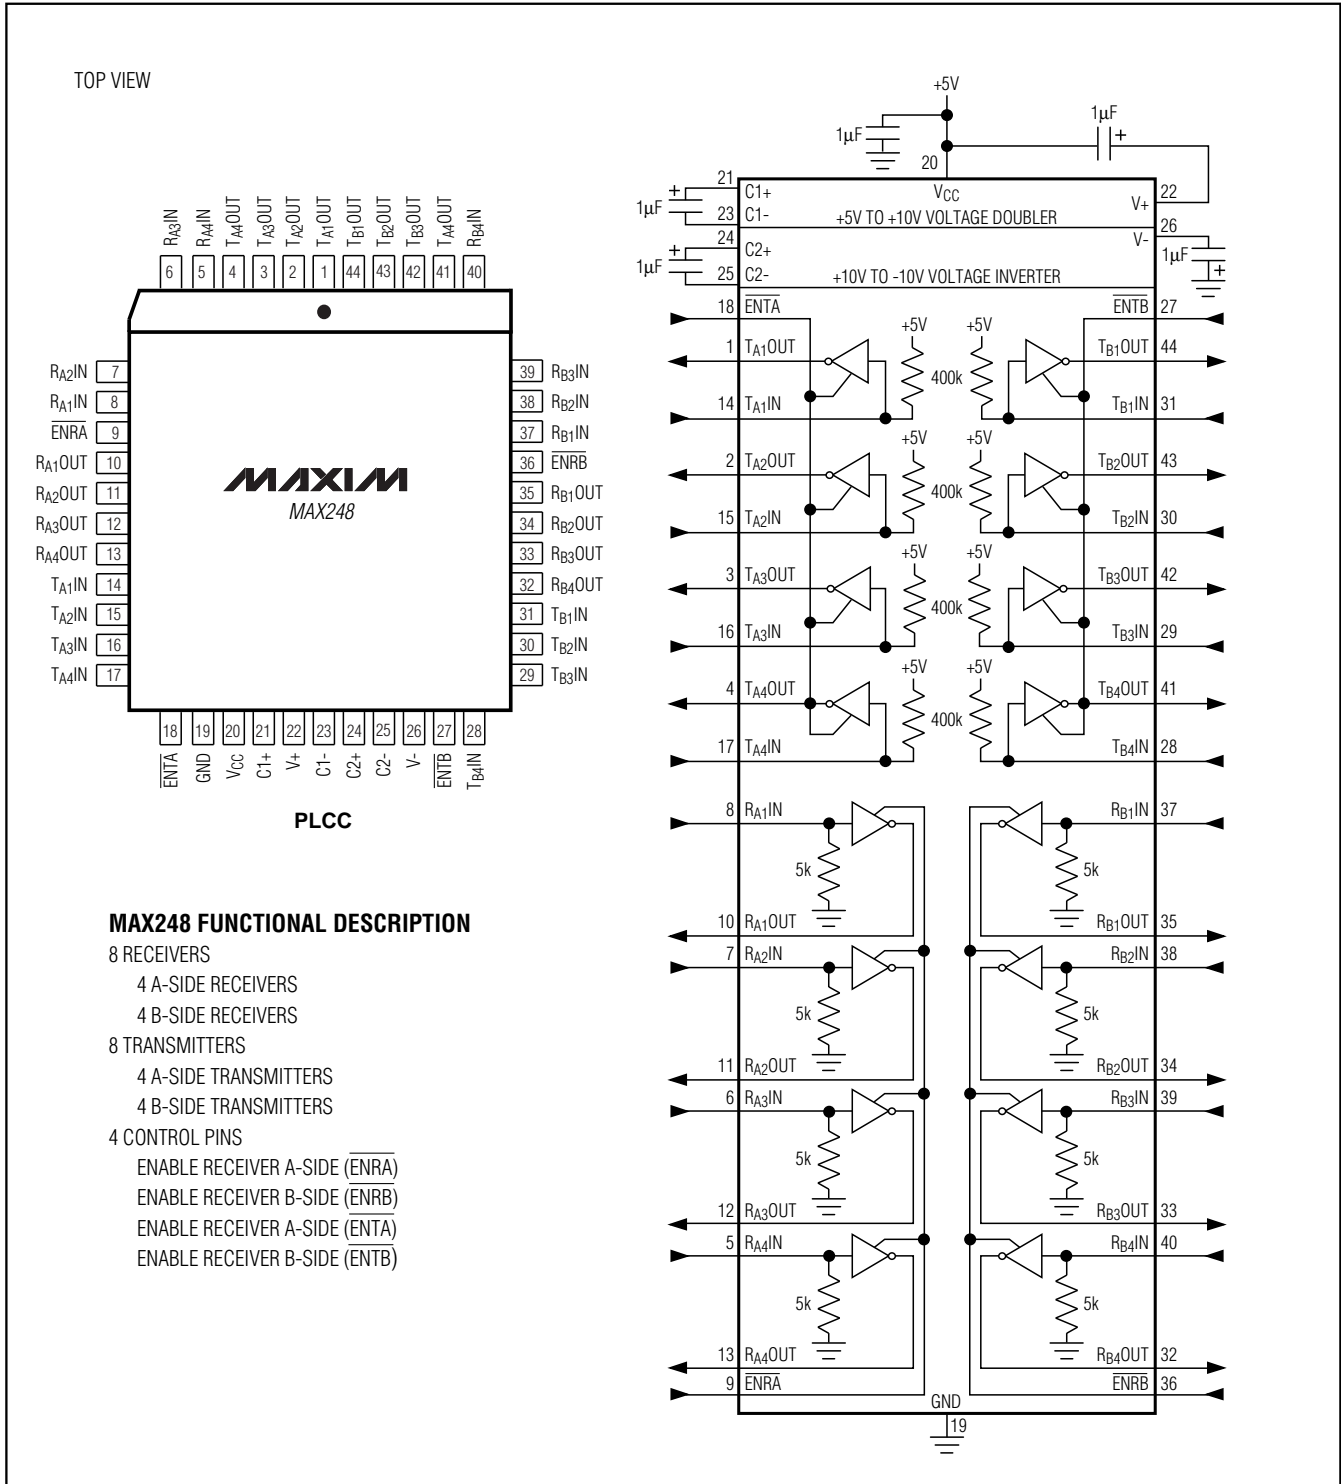 TOP VIEW
RA3IN
RA4IN
TA4OUT
TA3OUT
TA2OUT
TA1OUT
TB1OUT
TB2OUT
TB3OUT
TA4OUT
RB4IN
6 5 4 3 2 1 44 43 42 41 40
RA2IN 7
RA1IN 8
ENRA 9
RA1OUT 10
RA2OUT 11
RA3OUT 12
RA4OUT 13
TA1IN 14
TA2IN 15
TA3IN 16
TA4IN 17
MAXIM
MAX248
39 RB3IN
38 RB2IN
37 RB1IN
36 ENRB
35 RB1OUT
34 RB2OUT
33 RB3OUT
32 RB4OUT
31 TB1IN
30 TB2IN
29 TB3IN
18 19 20 21 22 23 24 25 26 27 28
ENTA
GND
VCC
C1+
V+
C1-
C2+
C2-
V-
ENTB
TB4IN
PLCC
MAX248 FUNCTIONAL DESCRIPTION
8 RECEIVERS
4 A-SIDE RECEIVERS
4 B-SIDE RECEIVERS
8 TRANSMITTERS
4 A-SIDE TRANSMITTERS
4 B-SIDE TRANSMITTERS
4 CONTROL PINS
ENABLE RECEIVER A-SIDE (ENRA)
ENABLE RECEIVER B-SIDE (ENRB)
ENABLE RECEIVER A-SIDE (ENTA)
ENABLE RECEIVER B-SIDE (ENTB)
+5V
1µF
1µF
+
20
21 C1+ VCC V+ 22
+
1µF
23 C1- +5V TO +10V VOLTAGE DOUBLER
24 C2+ V- 26
+
1µF
1µF
+
25 C2- +10V TO -10V VOLTAGE INVERTER
18 ENTA ENTB 27
+5V +5V
1 TA1OUT TB1OUT 44
400k
14 TA1IN TB1IN 31
+5V +5V
2 TA2OUT TB2OUT 43
400k
15 TA2IN TB2IN 30
+5V +5V
3 TA3OUT TB3OUT 42
400k
16 TA3IN TB3IN 29
+5V +5V
4 TA4OUT TB4OUT 41
400k
17 TA4IN TB4IN 28
8 RA1IN RB1IN 37
5k 5k
10 RA1OUT RB1OUT 35
7 RA2IN RB2IN 38
5k 5k
11 RA2OUT RB2OUT 34
6 RA3IN RB3IN 39
5k 5k
12 RA3OUT RB3OUT 33
5 RA4IN RB4IN 40
5k 5k
13 RA4OUT RB4OUT 32
9 ENRA ENRB 36
GND
19